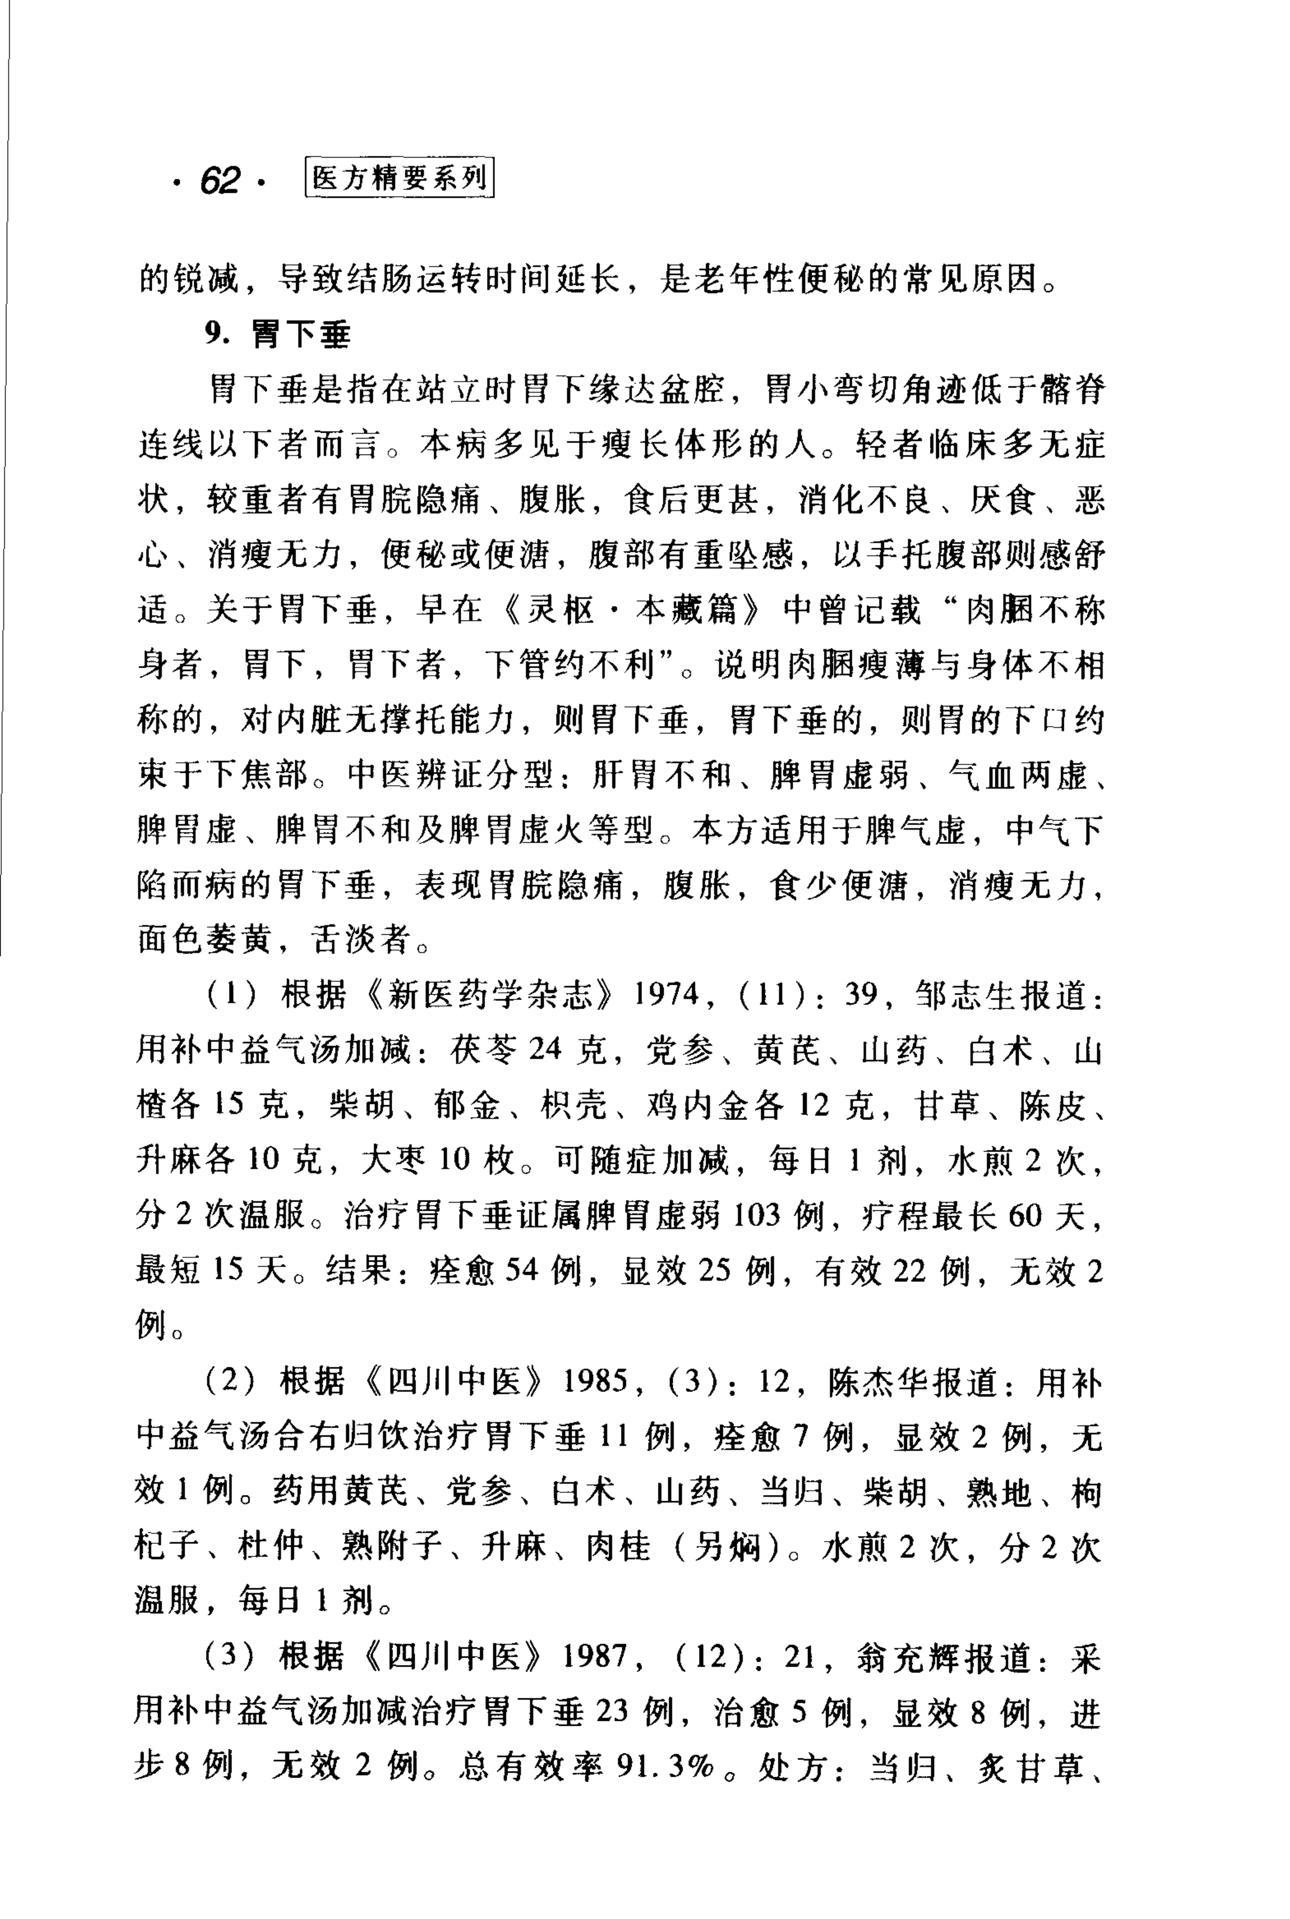 · 62 · 医方精要系列
的锐减，导致结肠运转时间延长，是老年性便秘的常见原因。
9. 胃下垂
胃下垂是指在站立时胃下缘达盆腔，胃小弯切角迹低于髂脊
连线以下者而言。本病多见于瘦长体形的人。轻者临床多无症
状，较重者有胃脘隐痛、腹胀，食后更甚，消化不良、厌食、恶
心、消瘦无力，便秘或便溏，腹部有重坠感，以手托腹部则感舒
适。关于胃下垂，早在《灵枢·本藏篇》中曾记载“肉䐃不称
身者，胃下，胃下者，下管约不利”。说明肉䐃瘦薄与身体不相
称的，对内脏无撑托能力，则胃下垂，胃下垂的，则胃的下口约
束于下焦部。中医辨证分型：肝胃不和、脾胃虚弱、气血两虚、
脾胃虚、脾胃不和及脾胃虚火等型。本方适用于脾气虚，中气下
陷而病的胃下垂，表现胃脘隐痛，腹胀，食少便溏，消瘦无力，
面色萎黄，舌淡者。
(1) 根据《新医药学杂志》1974，(11)：39，邹志生报道：
用补中益气汤加减：茯苓 24 克，党参、黄芪、山药、白术、山
楂各 15 克，柴胡、郁金、枳壳、鸡内金各 12 克，甘草、陈皮、
升麻各 10 克，大枣 10 枚。可随症加减，每日 1 剂，水煎 2 次，
分 2 次温服。治疗胃下垂证属脾胃虚弱 103 例，疗程最长 60 天，
最短 15 天。结果：痊愈 54 例，显效 25 例，有效 22 例，无效 2
例。
(2) 根据《四川中医》1985，(3)：12，陈杰华报道：用补
中益气汤合右归饮治疗胃下垂 11 例，痊愈 7 例，显效 2 例，无
效 1 例。药用黄芪、党参、白术、山药、当归、柴胡、熟地、枸
杞子、杜仲、熟附子、升麻、肉桂（另焗）。水煎 2 次，分 2 次
温服，每日 1 剂。
(3) 根据《四川中医》1987，(12)：21，翁充辉报道：采
用补中益气汤加减治疗胃下垂 23 例，治愈 5 例，显效 8 例，进
步 8 例，无效 2 例。总有效率 91.3%。处方：当归、炙甘草、